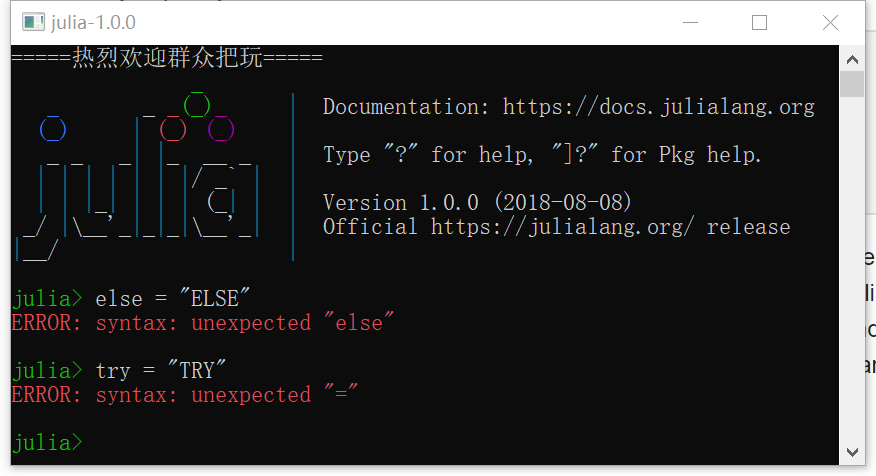 julia-1.0.0
=====热烈欢迎群众把玩=====
Documentation: https://docs.julialang.org
Type "?" for help, "]?" for Pkg help.
Version 1.0.0 (2018-08-08)
Official https://julialang.org/ release
julia> else = "ELSE"
ERROR: syntax: unexpected "else"
julia> try = "TRY"
ERROR: syntax: unexpected "="
julia>